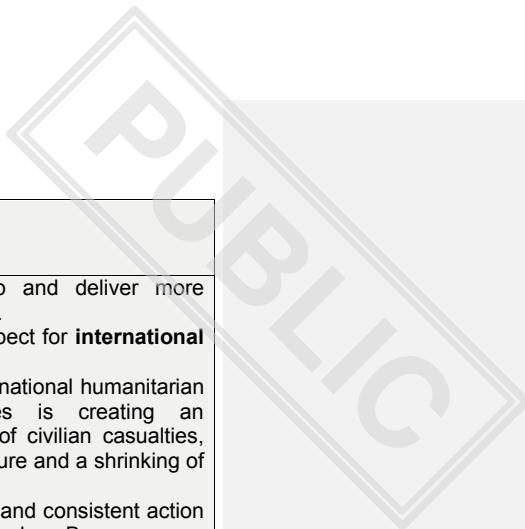 PUBLIC
o and deliver more
pect for international
national humanitarian
es is creating an
of civilian casualties,
ure and a shrinking of
and consistent action